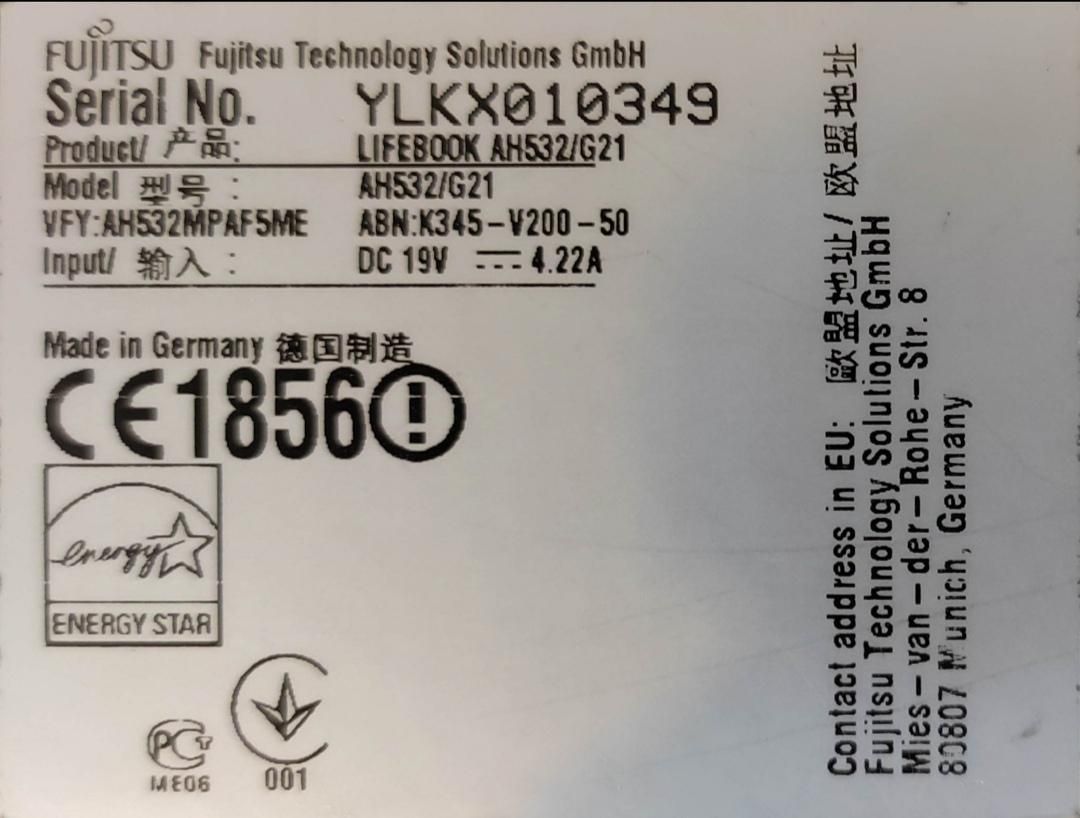 FUJITSU Fujitsu Technology Solutions GmbH
Serial No. YLKX010349
Product/ 产品: LIFEBOOK AH532/G21
Model 型号 : AH532/G21
VFY:AH532MPAF5ME ABN:K345-V200-50
Input/ 输入 : DC 19V ⎓ 4.22A
Made in Germany 德国制造
CE1856
energy
ENERGY STAR
PCT
ME06
001
Contact address in EU: 歐盟地址/ 欧盟地址
Fujitsu Technology Solutions GmbH
Mies-van-der-Rohe-Str. 8
80807 Munich, Germany